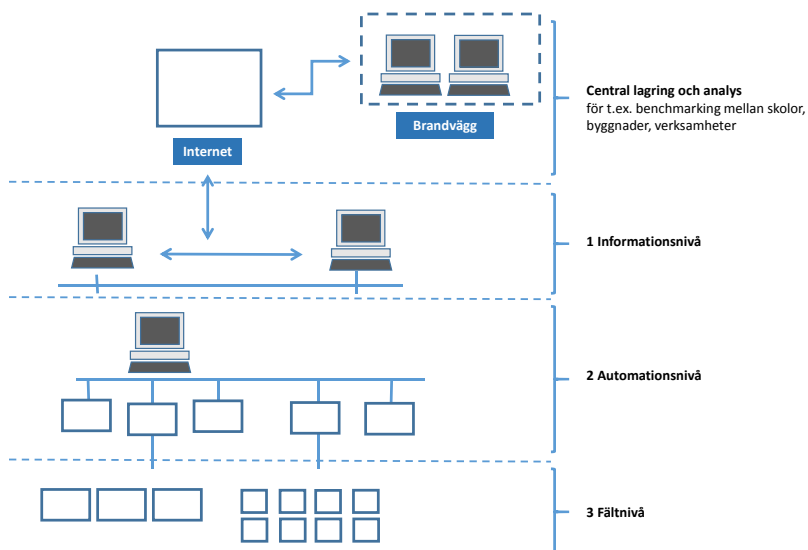 Central lagring och analys
för t.ex. benchmarking mellan skolor,
byggnader, verksamheter
Brandvägg
Internet
1 Informationsnivå
2 Automationsnivå
3 Fältnivå